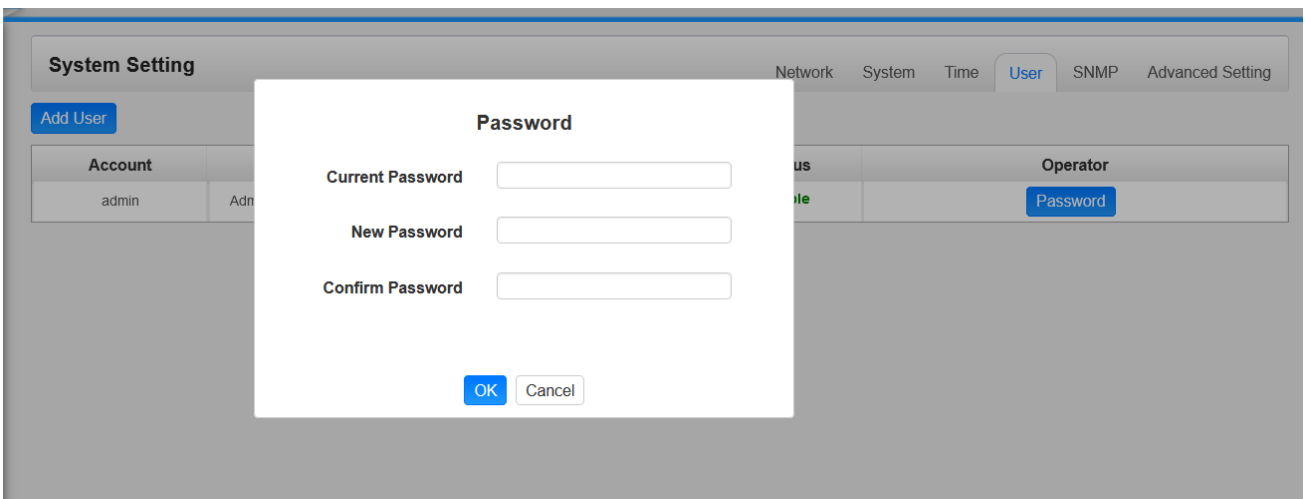 System Setting
Network System Time User SNMP Advanced Setting
Add User
Password
Account Operator
Current Password
admin Password
New Password
Confirm Password
OK Cancel